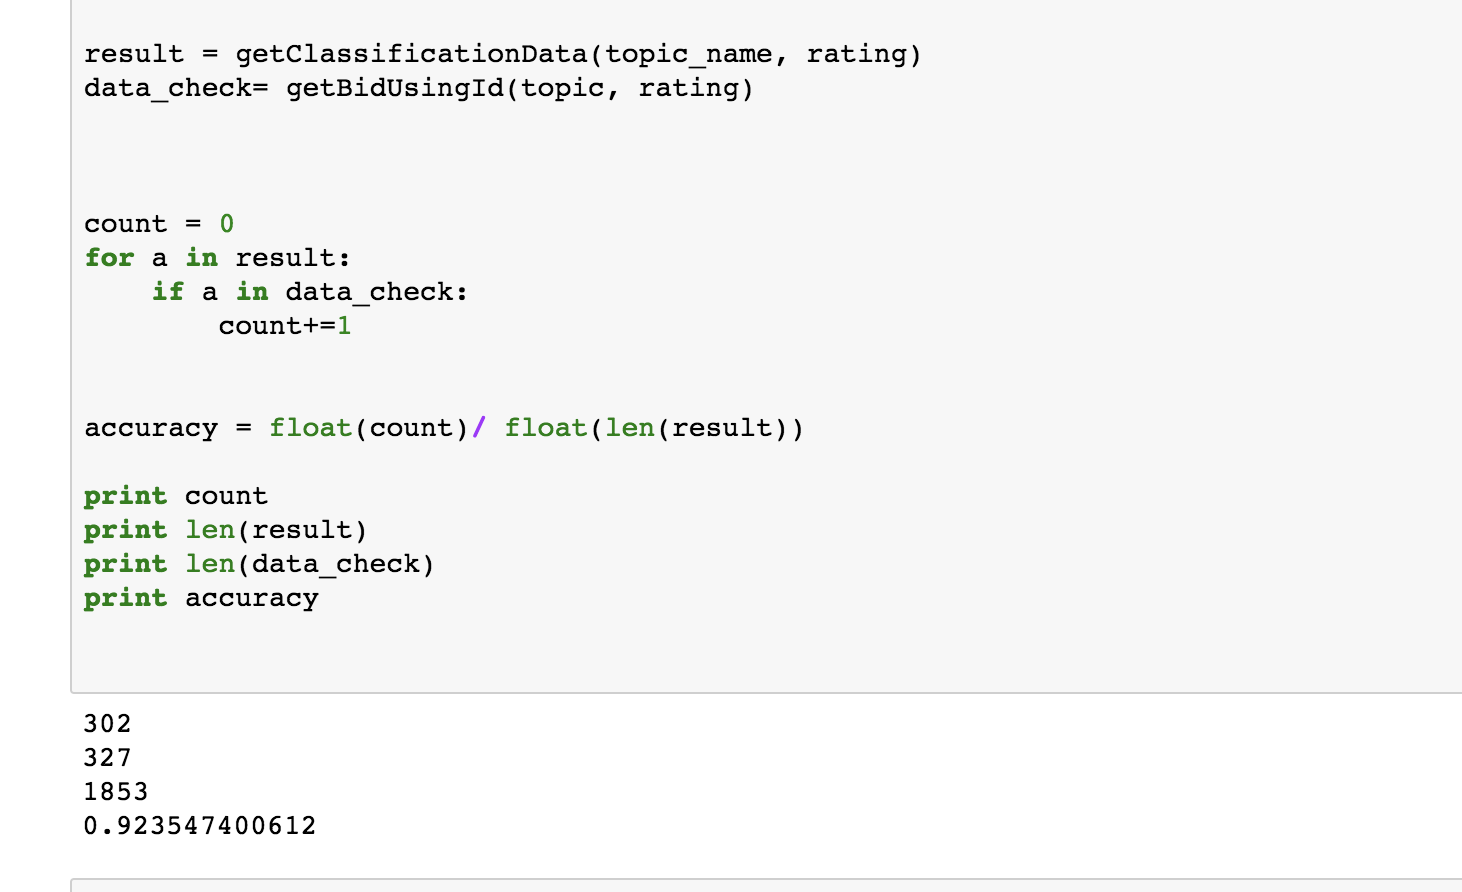 result = getClassificationData(topic_name, rating)
data_check= getBidUsingId(topic, rating)
count = 0
for a in result:
    if a in data_check:
        count+=1
accuracy = float(count)/ float(len(result))
print count
print len(result)
print len(data_check)
print accuracy
302
327
1853
0.923547400612